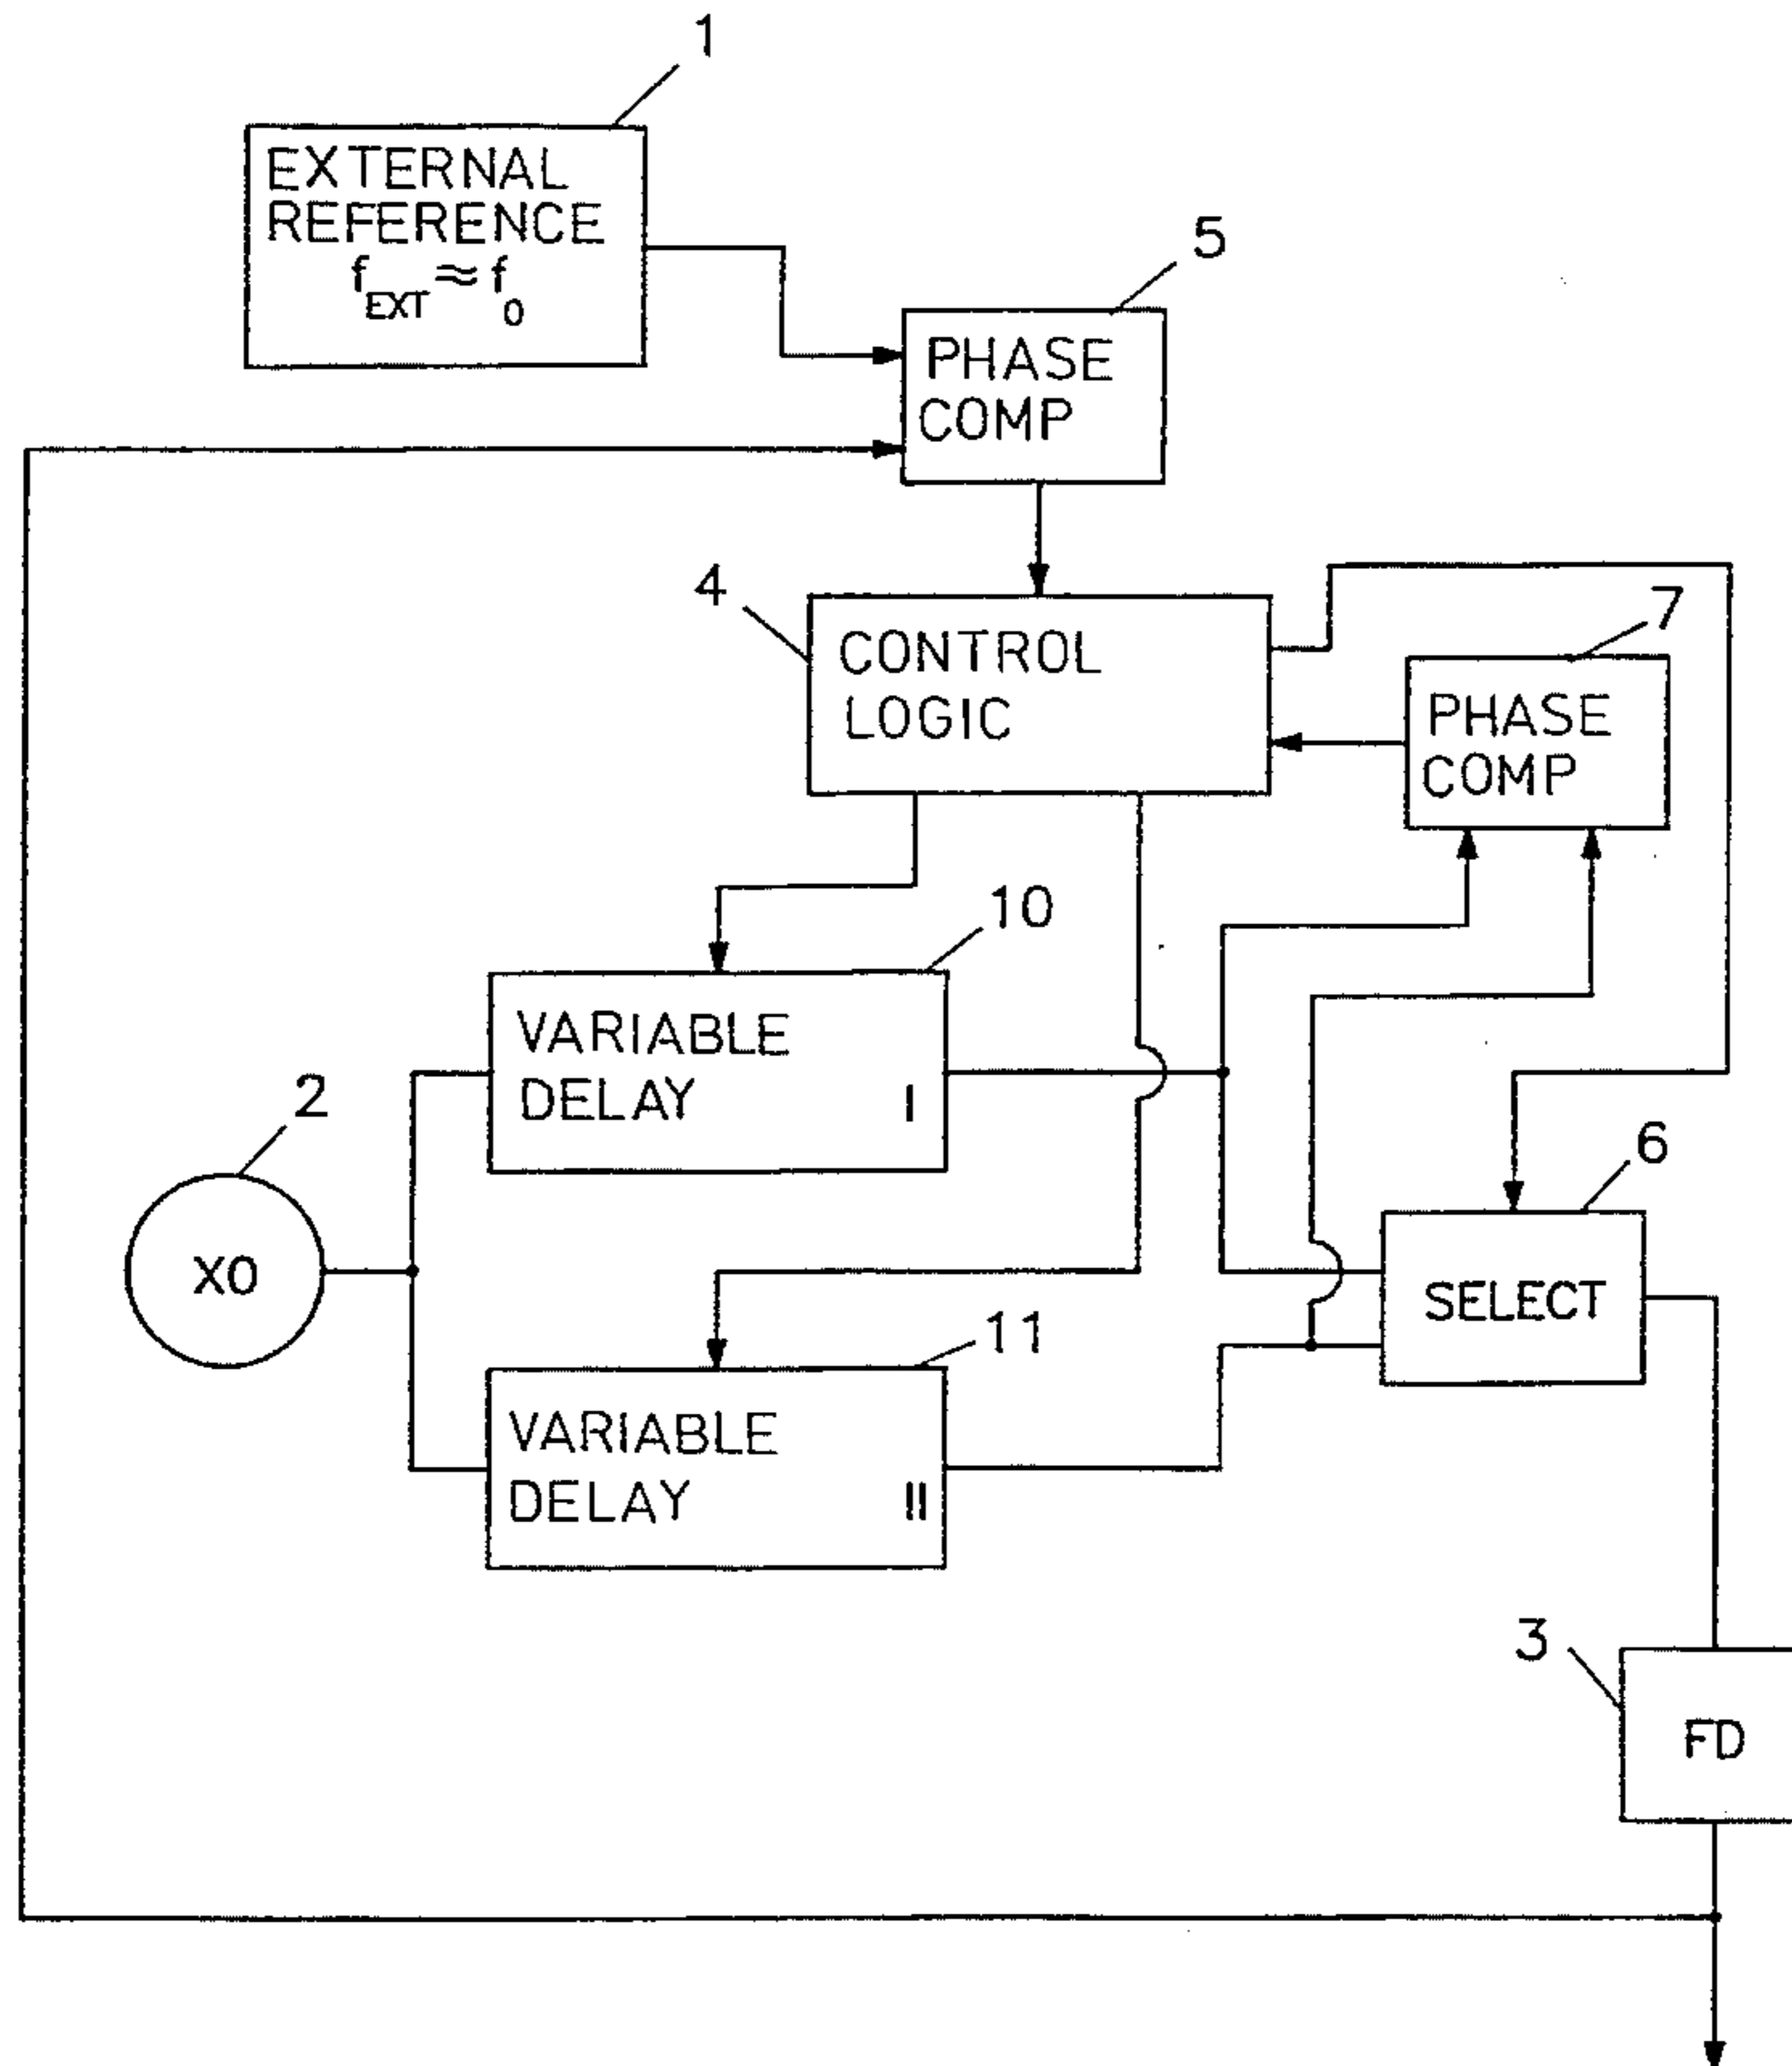 1
EXTERNAL
REFERENCE
f_EXT ≈ f_0
5
PHASE
COMP
4
CONTROL
LOGIC
7
PHASE
COMP
10
VARIABLE
DELAY I
2
XO
6
SELECT
11
VARIABLE
DELAY II
3
FD